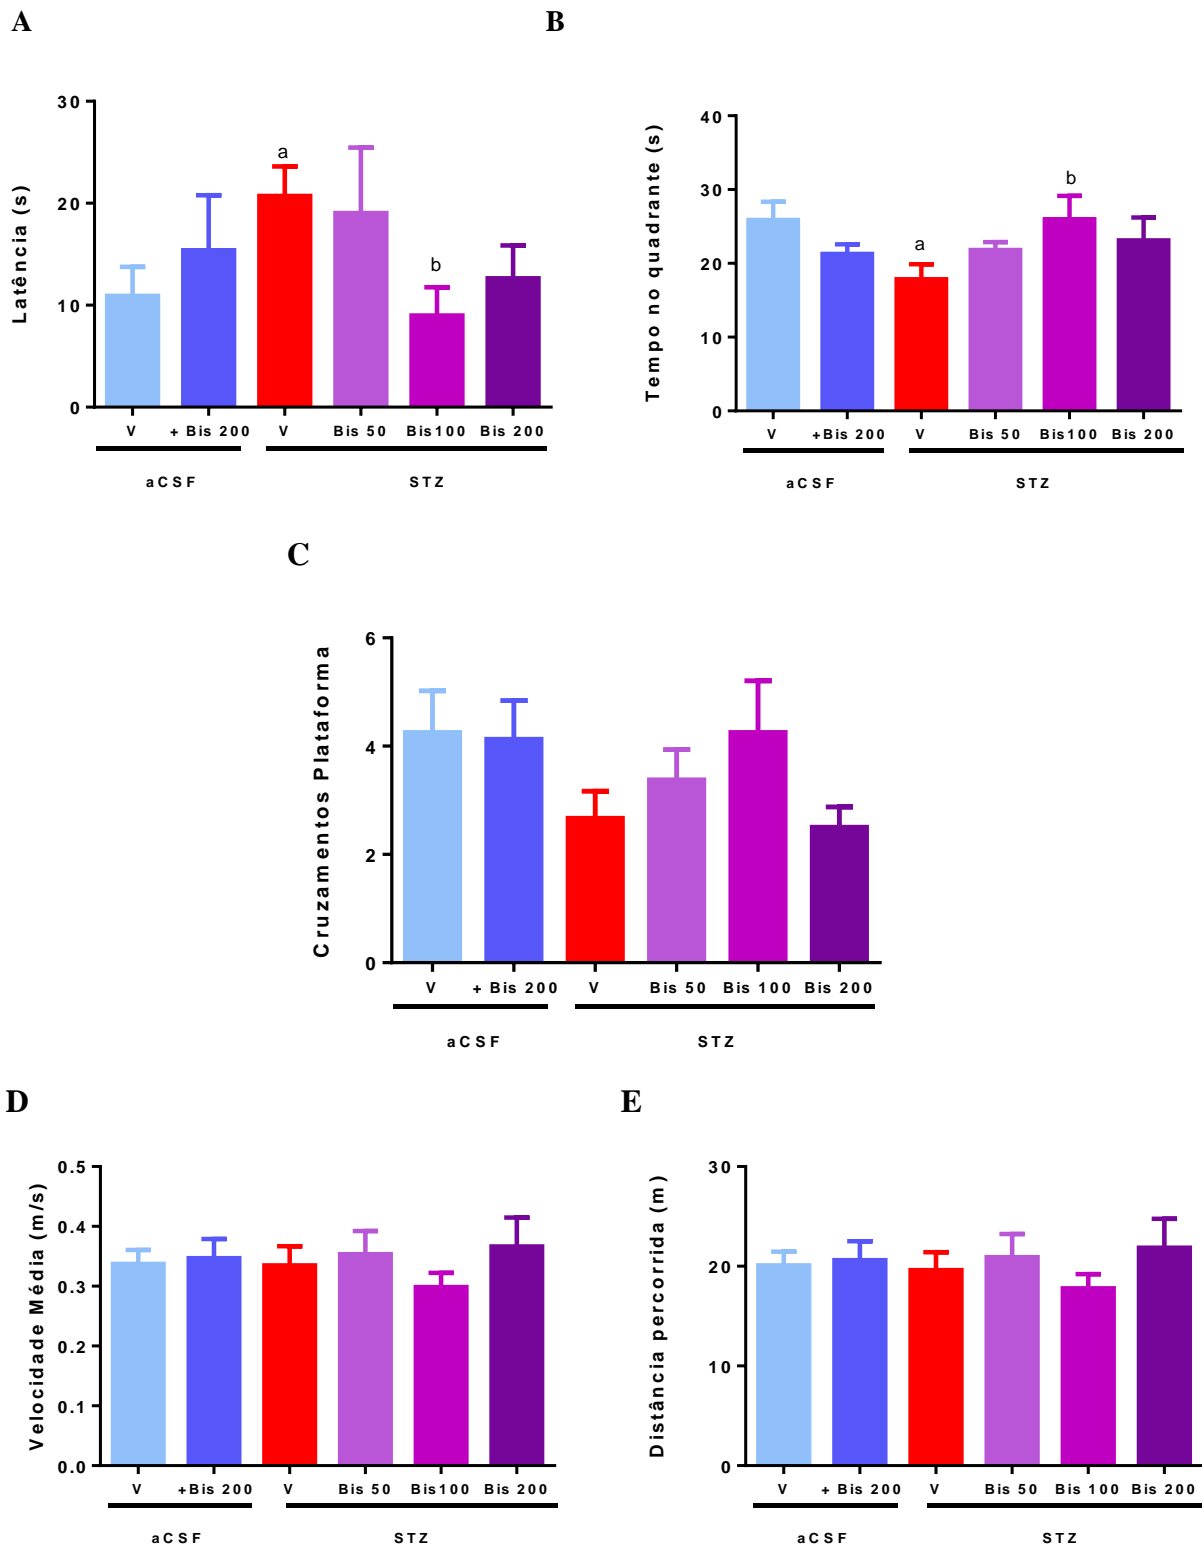 A
Latência (s)
30
20
10
0
a
b
V + Bis 200 V Bis 50 Bis100 Bis 200
aCSF STZ
B
Tempo no quadrante (s)
40
30
20
10
0
a
b
V +Bis 200 V Bis 50 Bis100 Bis 200
aCSF STZ
C
Cruzamentos Plataforma
6
4
2
0
V + Bis 200 V Bis 50 Bis 100 Bis 200
aCSF STZ
D
Velocidade Média (m/s)
0.5
0.4
0.3
0.2
0.1
0.0
V +Bis 200 V Bis 50 Bis100 Bis 200
aCSF STZ
E
Distância percorrida (m)
30
20
10
0
V + Bis 200 V Bis 50 Bis 100 Bis 200
aCSF STZ